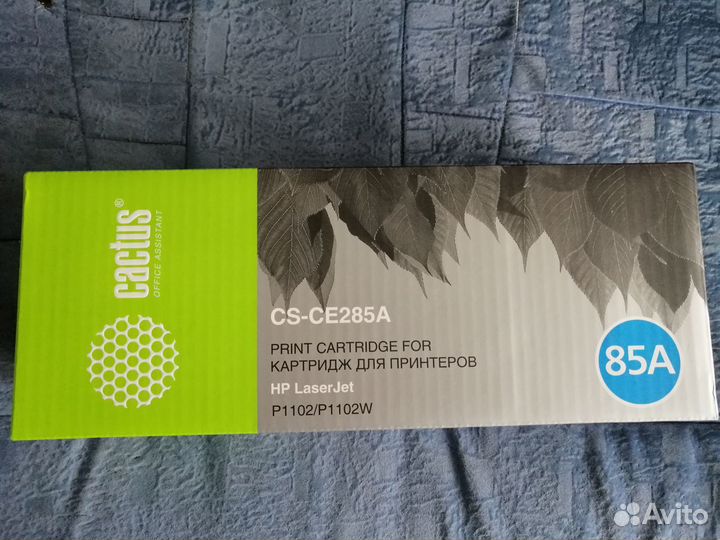 cactus®
OFFICE ASSISTANT
CS-CE285A
PRINT CARTRIDGE FOR
КАРТРИДЖ ДЛЯ ПРИНТЕРОВ
HP LaserJet
P1102/P1102W
85A
Avito